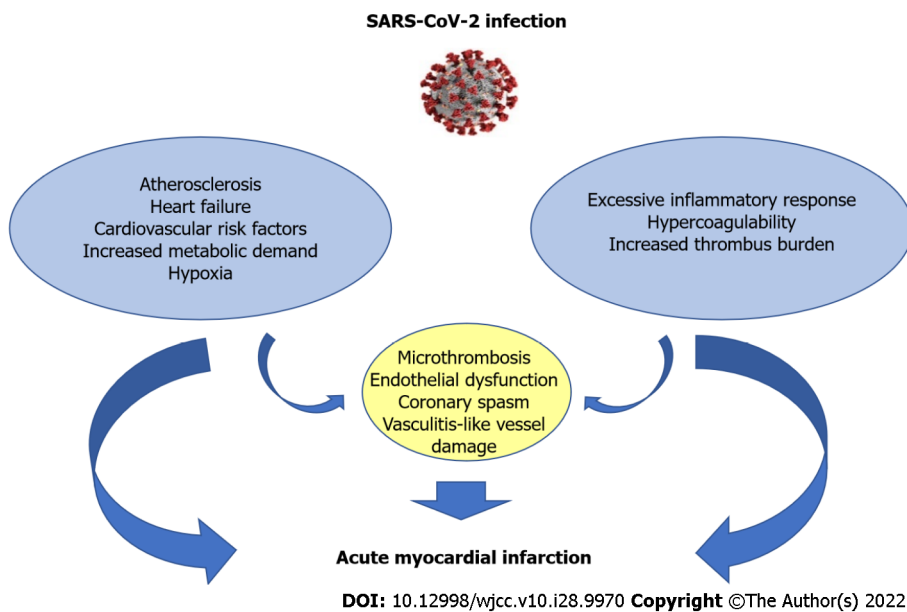 SARS-CoV-2 infection
Atherosclerosis
Heart failure
Cardiovascular risk factors
Increased metabolic demand
Hypoxia
Excessive inflammatory response
Hypercoagulability
Increased thrombus burden
Microthrombosis
Endothelial dysfunction
Coronary spasm
Vasculitis-like vessel
damage
Acute myocardial infarction
DOI: 10.12998/wjcc.v10.i28.9970 Copyright ©The Author(s) 2022